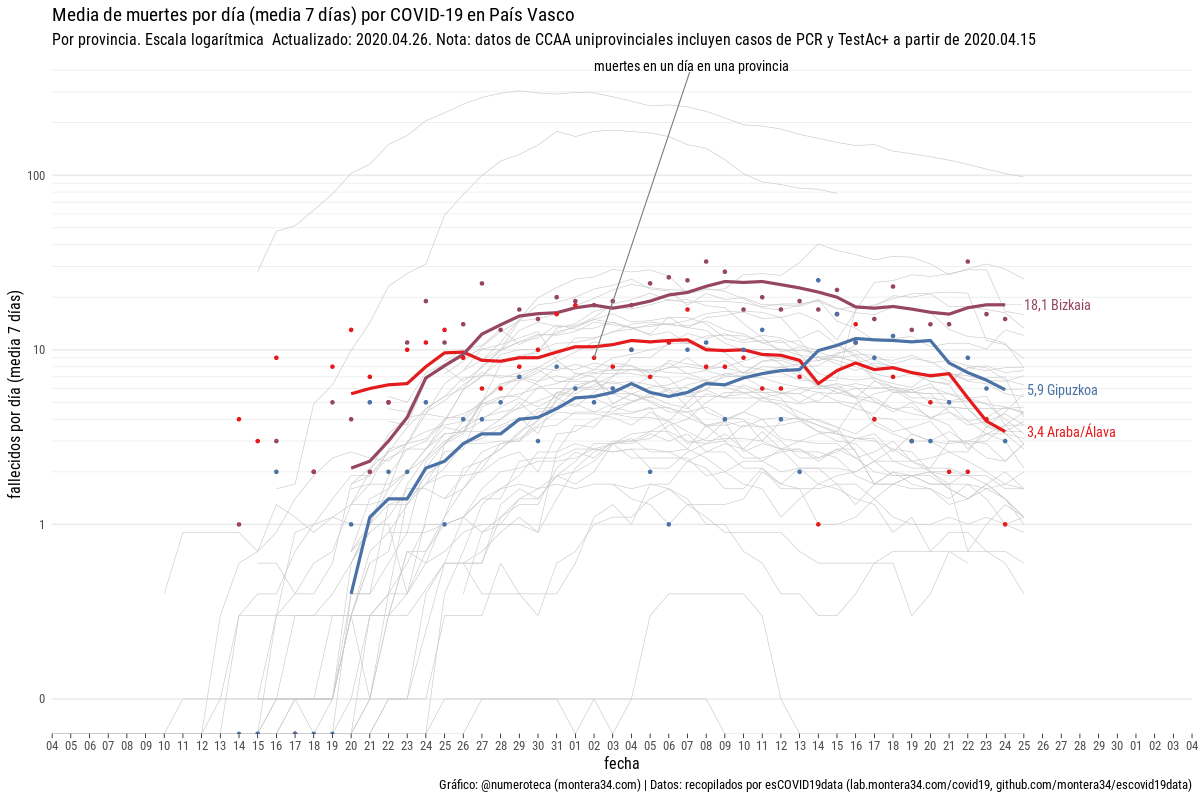 Media de muertes por día (media 7 días) por COVID-19 en País Vasco
Por provincia. Escala logarítmica  Actualizado: 2020.04.26. Nota: datos de CCAA uniprovinciales incluyen casos de PCR y TestAc+ a partir de 2020.04.15
muertes en un día en una provincia
fallecidos por día (media  7 días)
100
10
1
0
18,1 Bizkaia
5,9 Gipuzkoa
3,4 Araba/Álava
04 05 06 07 08 09 10 11 12 13 14 15 16 17 18 19 20 21 22 23 24 25 26 27 28 29 30 31 01 02 03 04 05 06 07 08 09 10 11 12 13 14 15 16 17 18 19 20 21 22 23 24 25 26 27 28 29 30 01 02 03 04
fecha
Gráfico: @numeroteca (montera34.com) | Datos: recopilados por esCOVID19data (lab.montera34.com/covid19, github.com/montera34/escovid19data)